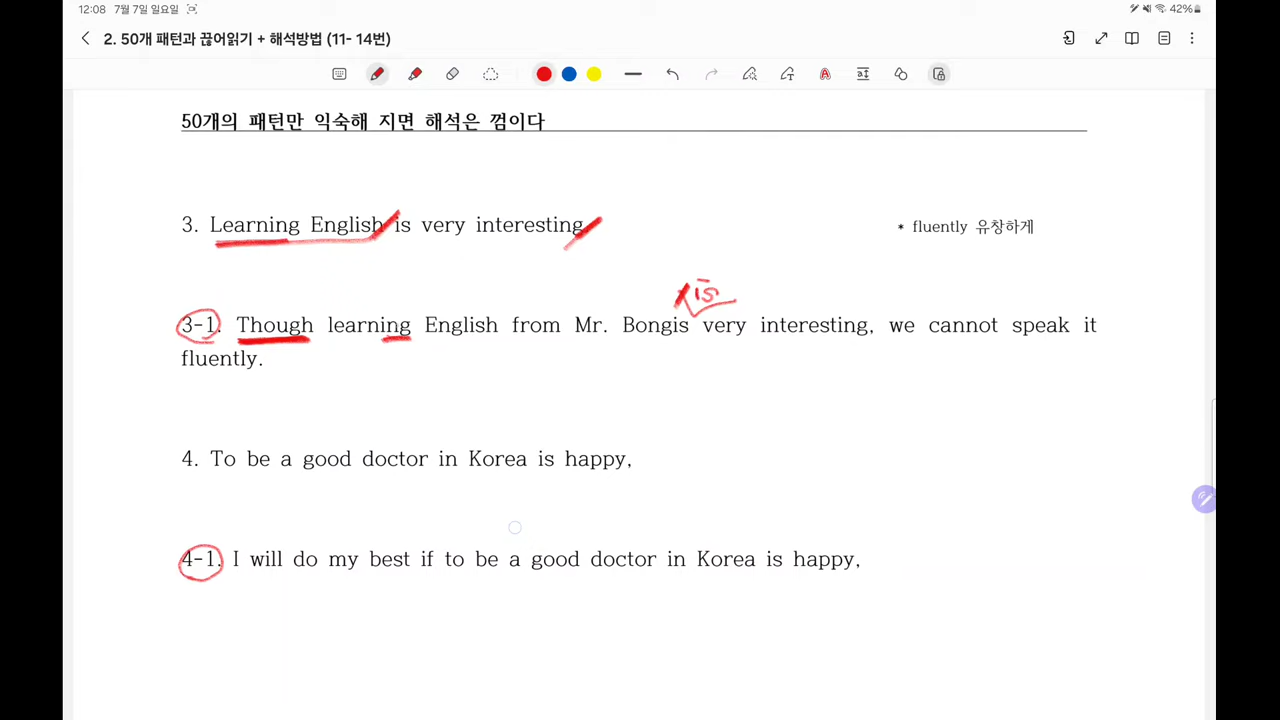 12:08 7월 7일 일요일 42%
2. 50개 패턴과 끊어읽기 + 해석방법 (11- 14번)
50개의 패턴만 익숙해 지면 해석은 껌이다
3. Learning English is very interesting
* fluently 유창하게
is
3-1. Though learning English from Mr. Bongis very interesting, we cannot speak it
fluently.
4. To be a good doctor in Korea is happy,
4-1. I will do my best if to be a good doctor in Korea is happy,